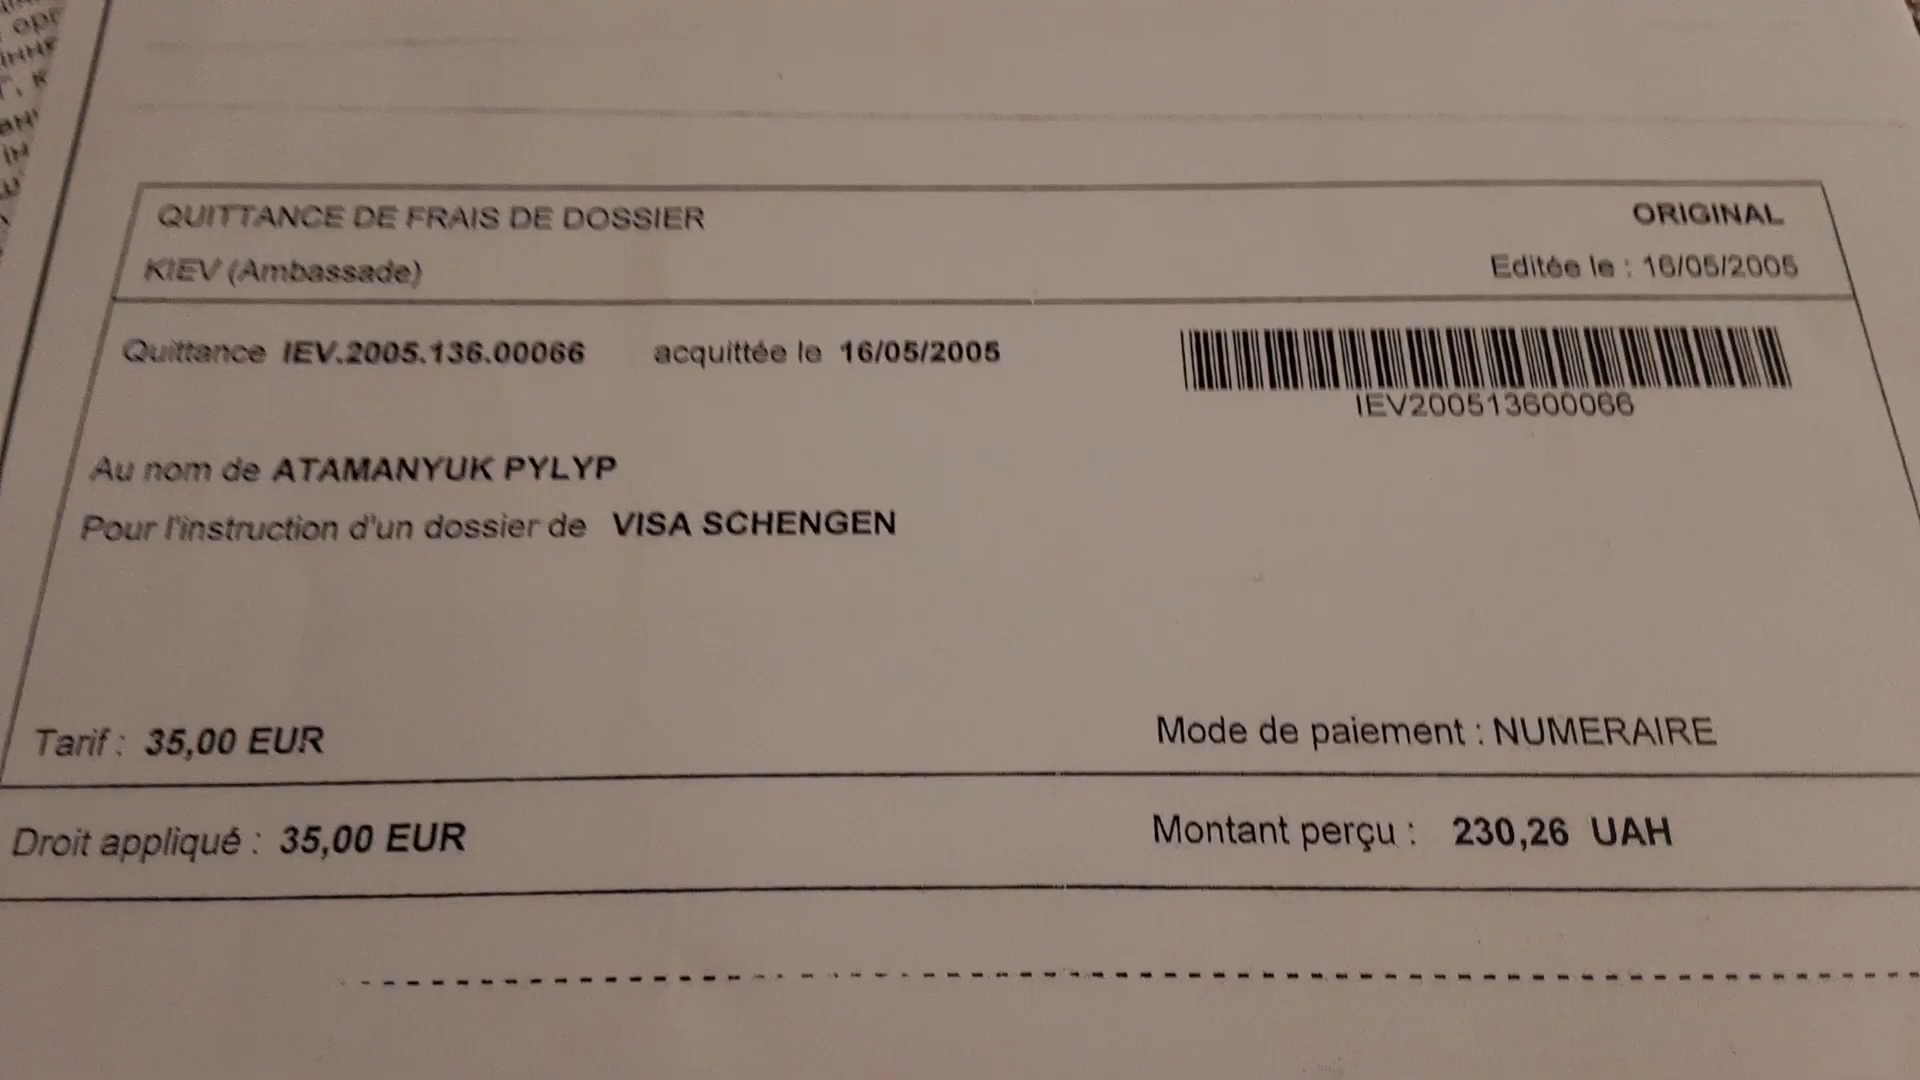 QUITTANCE DE FRAIS DE DOSSIER
ORIGINAL
KIEV (Ambassade)
Editée le : 16/05/2005
Quittance IEV.2005.136.00066 acquittée le 16/05/2005
IEV200513600066
Au nom de ATAMANYUK PYLYP
Pour l'instruction d'un dossier de VISA SCHENGEN
Tarif : 35,00 EUR
Mode de paiement : NUMERAIRE
Droit appliqué : 35,00 EUR
Montant perçu : 230,26 UAH